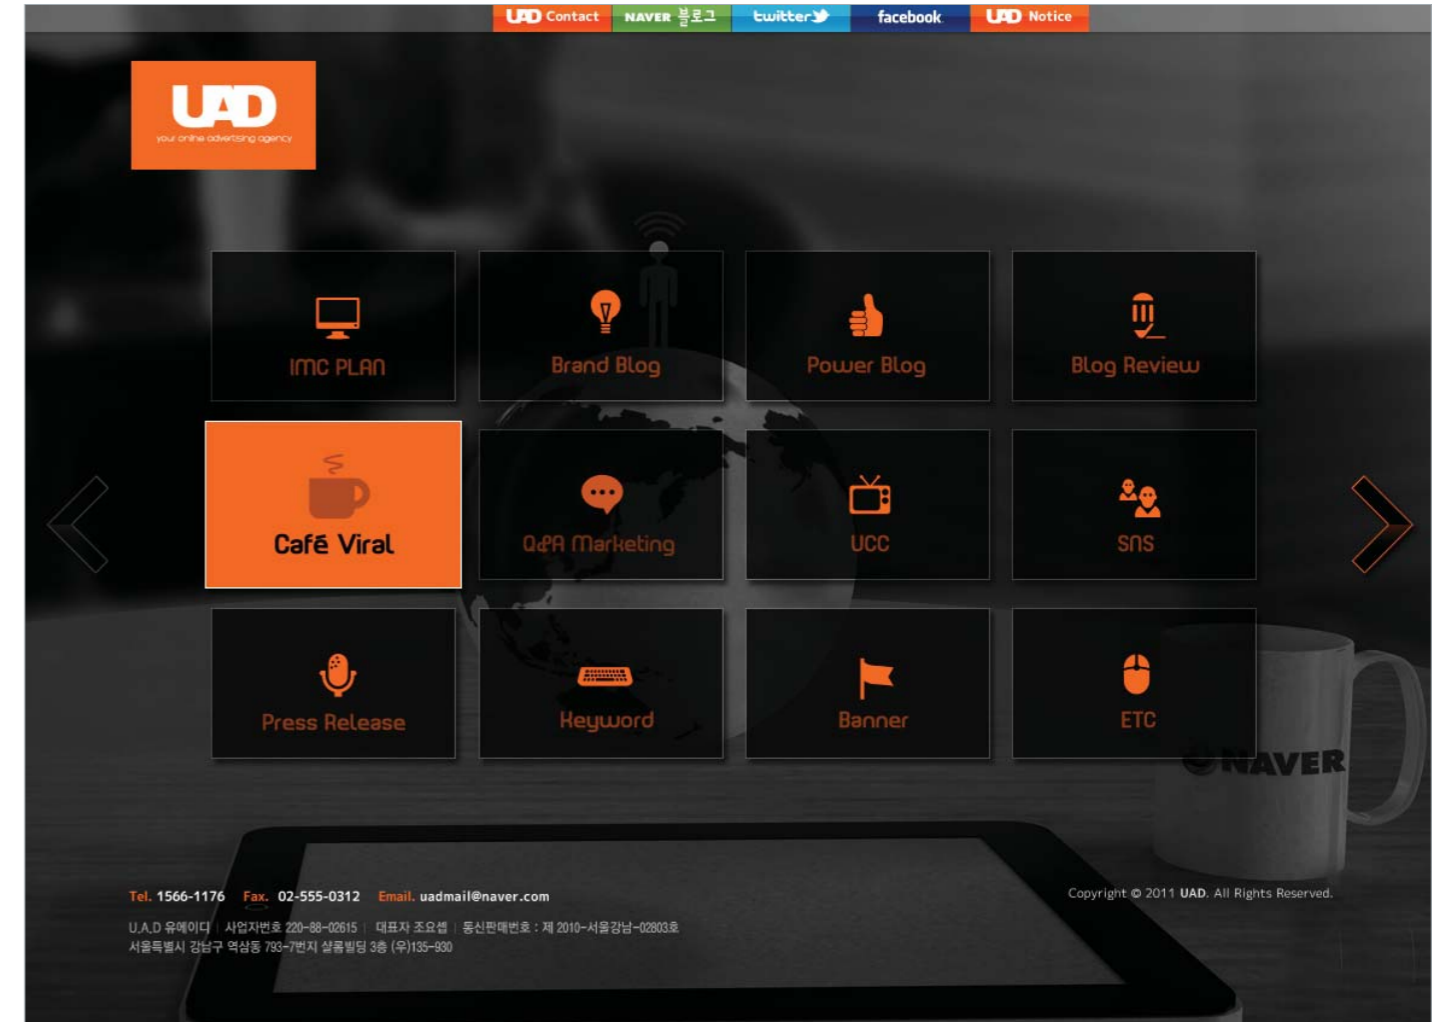 UAD Contact
NAVER 블로그
twitter
facebook
UAD Notice
UAD
your online advertising agency
IMC PLAN
Brand Blog
Power Blog
Blog Review
Café Viral
Q&A Marketing
UCC
SNS
Press Release
Keyword
Banner
ETC
NAVER
Tel. 1566-1176 Fax. 02-555-0312 Email. uadmail@naver.com
Copyright © 2011 UAD. All Rights Reserved.
U.A.D 유에이디 | 사업자번호 220-88-02615 | 대표자 조요셉 | 통신판매번호 : 제 2010-서울강남-02803호
서울특별시 강남구 역삼동 793-7번지 샬롬빌딩 3층 (우)135-930